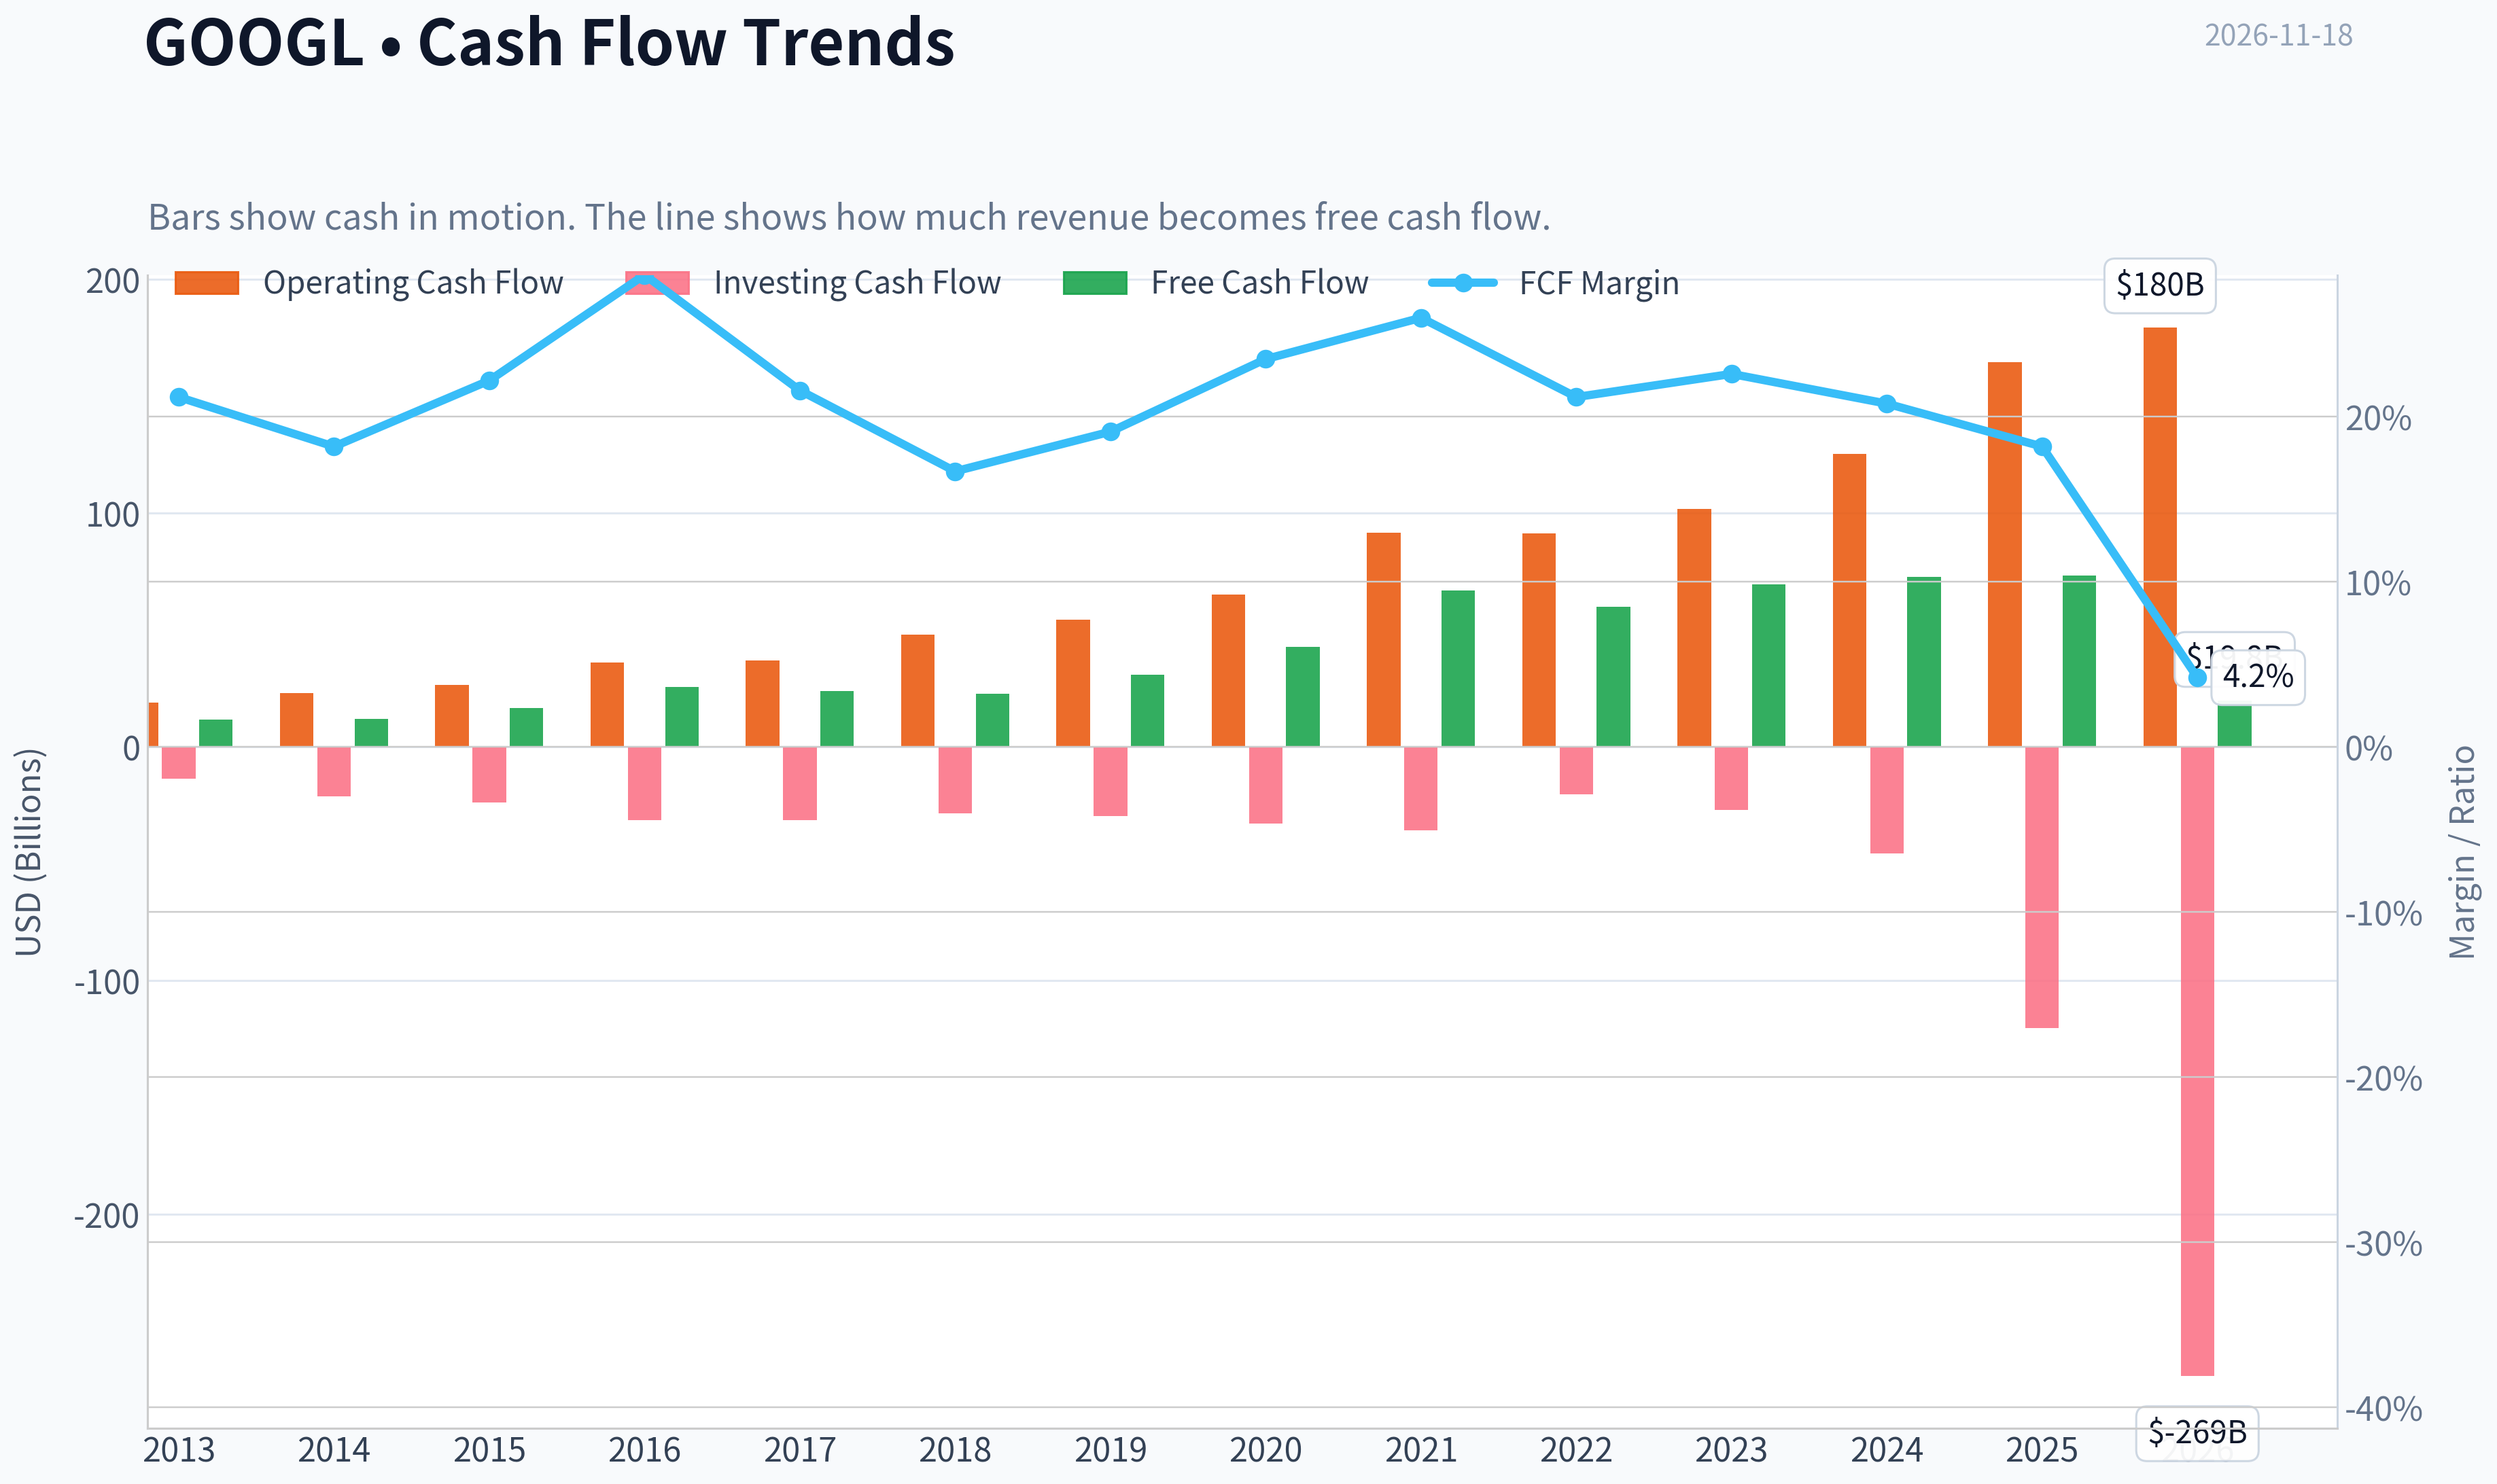 GOOGL • Cash Flow Trends
2026-11-18
Bars show cash in motion. The line shows how much revenue becomes free cash flow.
Operating Cash Flow
Investing Cash Flow
Free Cash Flow
FCF Margin
200
100
0
-100
-200
USD (Billions)
20%
10%
0%
-10%
-20%
-30%
-40%
Margin / Ratio
$180B
4.2%
$-269B
2013
2014
2015
2016
2017
2018
2019
2020
2021
2022
2023
2024
2025